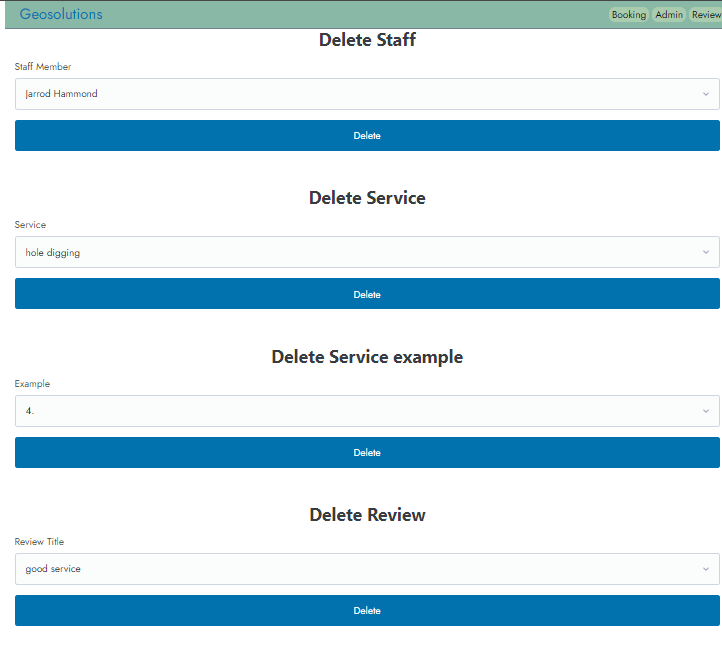 Geosolutions
Booking Admin Review
Delete Staff
Staff Member
Jarrod Hammond
Delete
Delete Service
Service
hole digging
Delete
Delete Service example
Example
4.
Delete
Delete Review
Review Title
good service
Delete